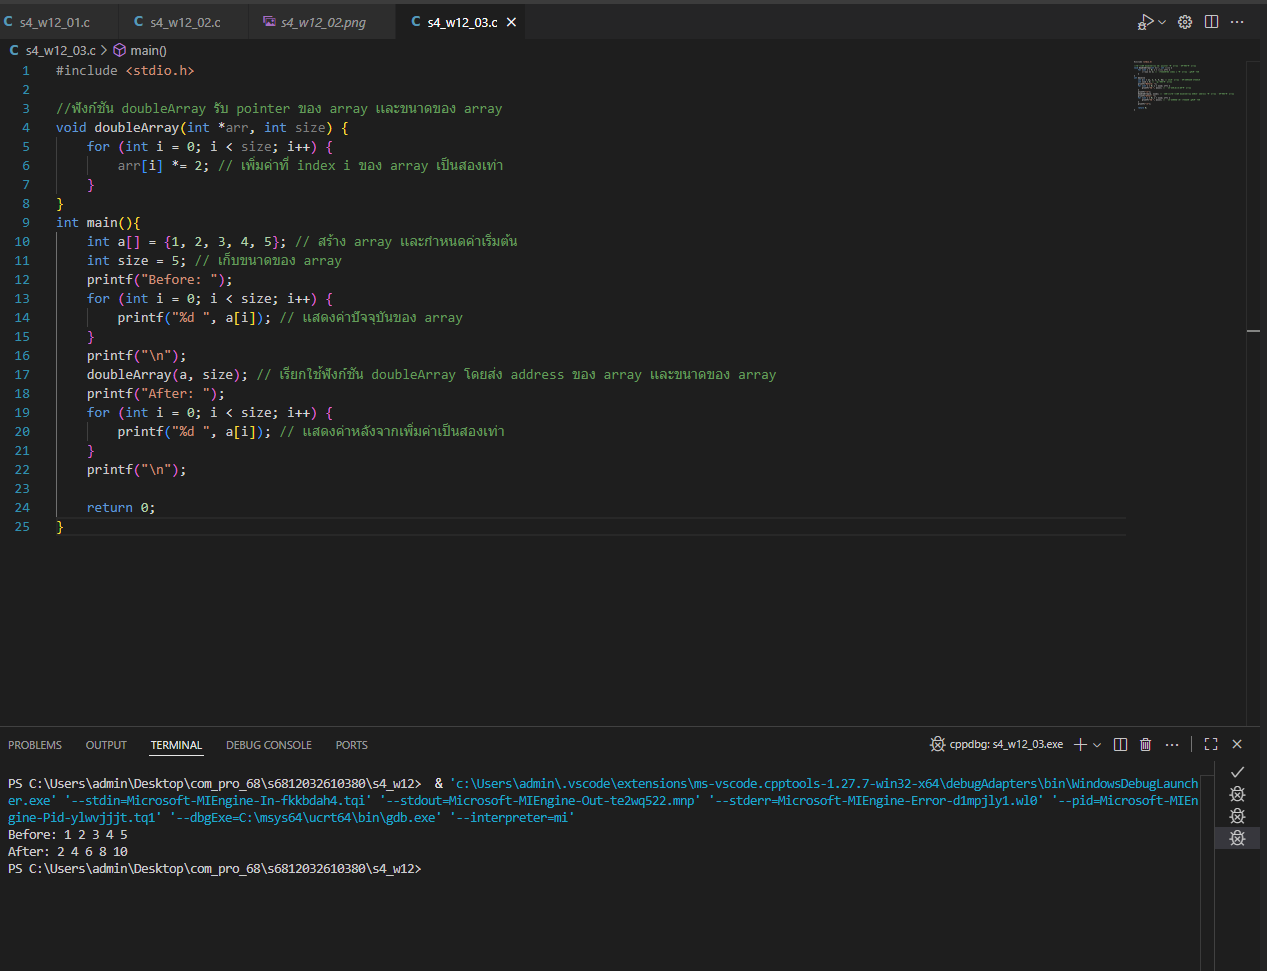 s4_w12_01.c
s4_w12_02.c
s4_w12_02.png
s4_w12_03.c
s4_w12_03.c > main()
1 #include <stdio.h>
2
3 //ฟังก์ชัน doubleArray รับ pointer ของ array และขนาดของ array
4 void doubleArray(int *arr, int size) {
5 for (int i = 0; i < size; i++) {
6 arr[i] *= 2; // เพิ่มค่าที่ index i ของ array เป็นสองเท่า
7 }
8 }
9 int main(){
10 int a[] = {1, 2, 3, 4, 5}; // สร้าง array และกำหนดค่าเริ่มต้น
11 int size = 5; // เก็บขนาดของ array
12 printf("Before: ");
13 for (int i = 0; i < size; i++) {
14 printf("%d ", a[i]); // แสดงค่าปัจจุบันของ array
15 }
16 printf("\n");
17 doubleArray(a, size); // เรียกใช้ฟังก์ชัน doubleArray โดยส่ง address ของ array และขนาดของ array
18 printf("After: ");
19 for (int i = 0; i < size; i++) {
20 printf("%d ", a[i]); // แสดงค่าหลังจากเพิ่มค่าเป็นสองเท่า
21 }
22 printf("\n");
23
24 return 0;
25 }
PROBLEMS OUTPUT TERMINAL DEBUG CONSOLE PORTS
cppdbg: s4_w12_03.exe
PS C:\Users\admin\Desktop\com_pro_68\s6812032610380\s4_w12> & 'c:\Users\admin\.vscode\extensions\ms-vscode.cpptools-1.27.7-win32-x64\debugAdapters\bin\WindowsDebugLaunch
er.exe' '--stdin=Microsoft-MIEngine-In-fkkbdah4.tqi' '--stdout=Microsoft-MIEngine-Out-te2wq522.mnp' '--stderr=Microsoft-MIEngine-Error-d1mpjly1.wl0' '--pid=Microsoft-MIEn
gine-Pid-ylwvjjjt.tq1' '--dbgExe=C:\msys64\ucrt64\bin\gdb.exe' '--interpreter=mi'
Before: 1 2 3 4 5
After: 2 4 6 8 10
PS C:\Users\admin\Desktop\com_pro_68\s6812032610380\s4_w12>